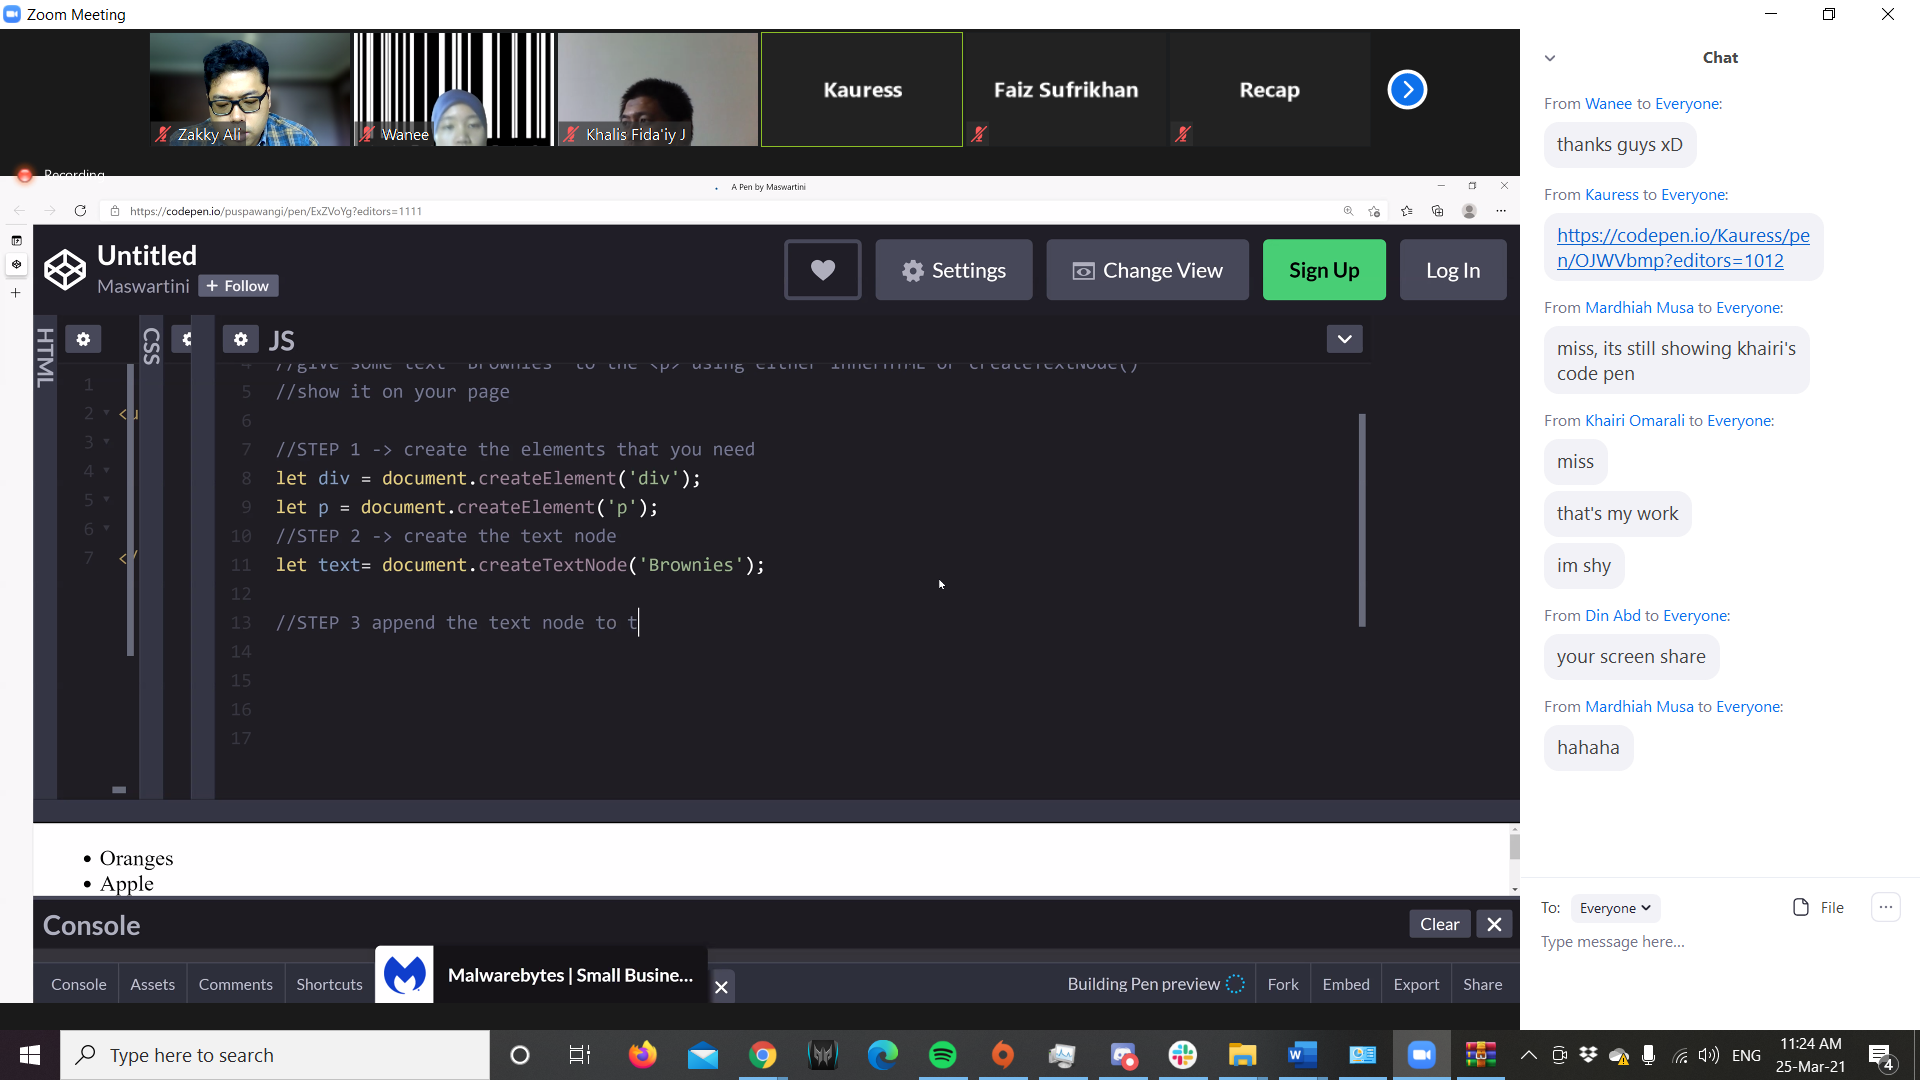 Zoom Meeting
Zakky Ali
Wanee
Khalis Fida'iy J
Kauress
Faiz Sufrikhan
Recap
Recording
A Pen by Maswartini
https://codepen.io/puspawangi/pen/ExZVoYg?editors=1111
Untitled
Maswartini
+ Follow
Settings
Change View
Sign Up
Log In
HTML
CSS
JS
1
2 <u
3
4
5
6
7 </
4 //give some text "Brownies" to the <p> using either innerHTML or createTextNode()
5 //show it on your page
6
7 //STEP 1 -> create the elements that you need
8 let div = document.createElement('div');
9 let p = document.createElement('p');
10 //STEP 2 -> create the text node
11 let text= document.createTextNode('Brownies');
12
13 //STEP 3 append the text node to t
14
15
16
17
• Oranges
• Apple
Console
Clear
Console
Assets
Comments
Shortcuts
Malwarebytes | Small Busine...
Building Pen preview
Fork
Embed
Export
Share
Chat
From Wanee to Everyone:
thanks guys xD
From Kauress to Everyone:
https://codepen.io/Kauress/pe
n/OJWVbmp?editors=1012
From Mardhiah Musa to Everyone:
miss, its still showing khairi's
code pen
From Khairi Omarali to Everyone:
miss
that's my work
im shy
From Din Abd to Everyone:
your screen share
From Mardhiah Musa to Everyone:
hahaha
To: Everyone
File
Type message here...
Type here to search
ENG
11:24 AM
25-Mar-21
4